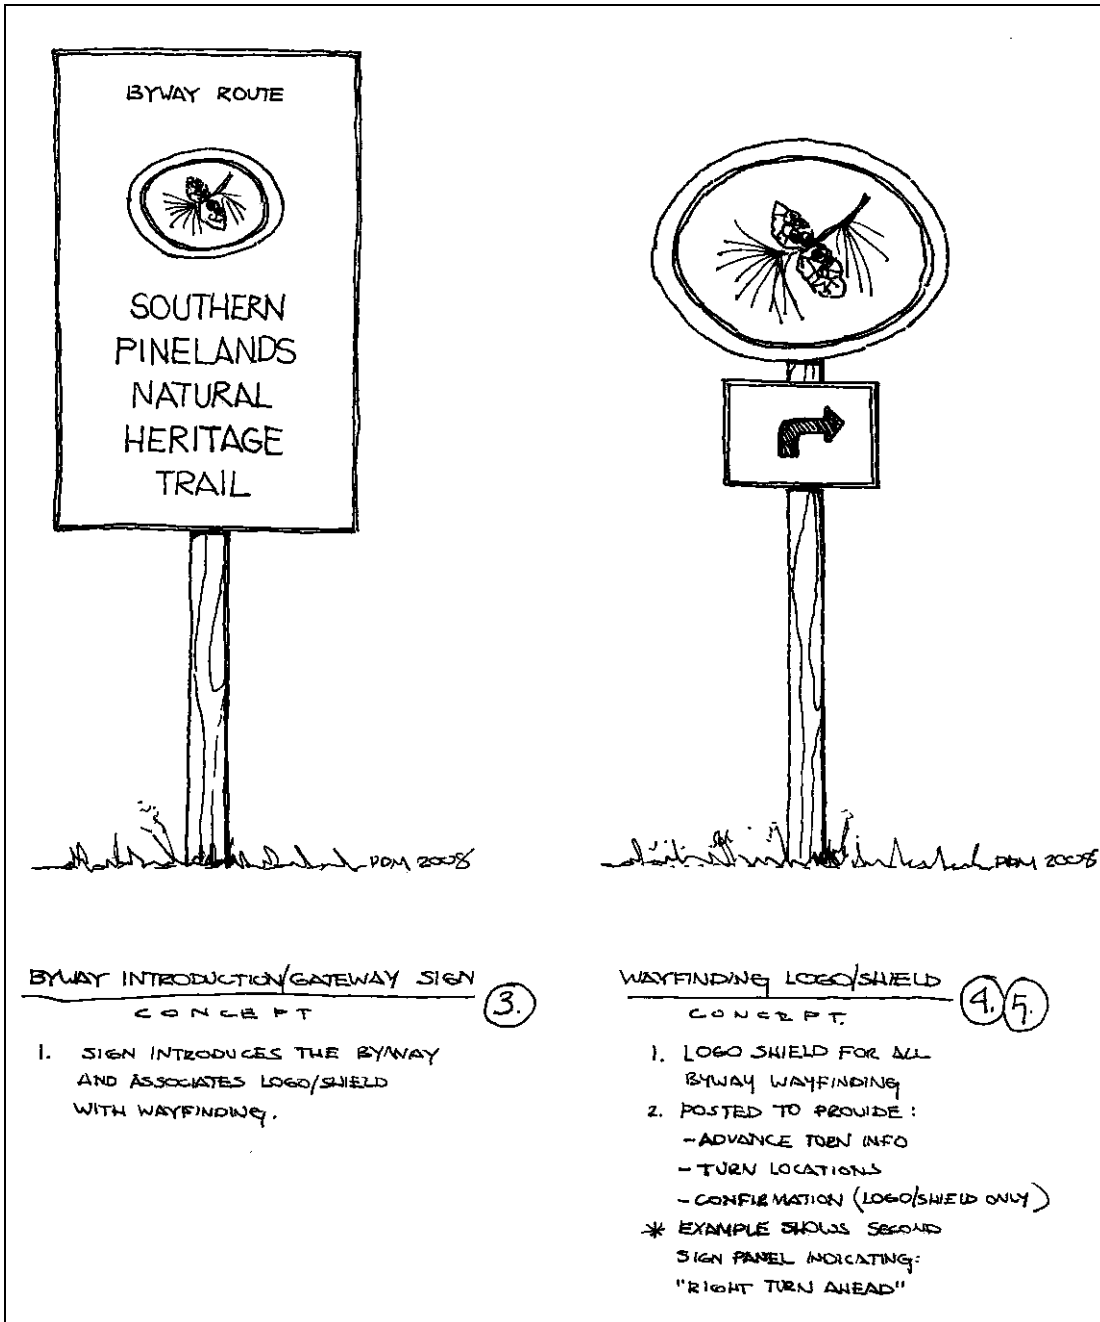 BYWAY ROUTE
SOUTHERN
PINELANDS
NATURAL
HERITAGE
TRAIL
PDM 2008
PDM 2008
BYWAY INTRODUCTION/GATEWAY SIGN
CONCEPT
3.
1. SIGN INTRODUCES THE BYWAY
AND ASSOCIATES LOGO/SHIELD
WITH WAYFINDING.
WAYFINDING LOGO/SHIELD
CONCEPT.
4. 5.
1. LOGO SHIELD FOR ALL
BYWAY WAYFINDING
2. POSTED TO PROVIDE:
- ADVANCE TURN INFO
- TURN LOCATIONS
- CONFIRMATION (LOGO/SHIELD ONLY)
* EXAMPLE SHOWS SECOND
SIGN PANEL INDICATING:
"RIGHT TURN AHEAD"